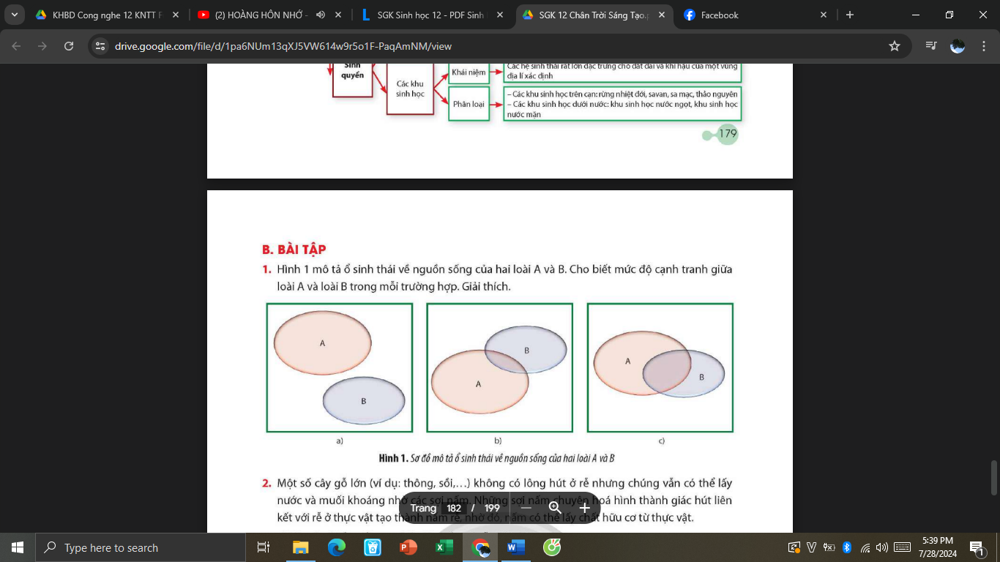 KHBD Cong nghe 12 KNTT F
(2) HOÀNG HÔN NHỚ -
SGK Sinh học 12 - PDF Sinh
SGK 12 Chân Trời Sáng Tạo.p
Facebook
drive.google.com/file/d/1pa6NUm13qXJ5VW614w9r5o1F-PaqAmNM/view
Sinh
quyển
Các khu
sinh học
Khái niệm
Các hệ sinh thái rất lớn đặc trưng cho đất đai và khí hậu của một vùng
địa lí xác định
Phân loại
– Các khu sinh học trên cạn: rừng nhiệt đới, savan, sa mạc, thảo nguyên
– Các khu sinh học dưới nước: khu sinh học nước ngọt, khu sinh học
nước mặn
179
B. BÀI TẬP
1. Hình 1 mô tả ổ sinh thái về nguồn sống của hai loài A và B. Cho biết mức độ cạnh tranh giữa
loài A và loài B trong mỗi trường hợp. Giải thích.
A
B
A
B
A
B
a)
b)
c)
Hình 1. Sơ đồ mô tả ổ sinh thái về nguồn sống của hai loài A và B
2. Một số cây gỗ lớn (ví dụ: thông, sồi,...) không có lông hút ở rễ nhưng chúng vẫn có thể lấy
nước và muối khoáng nhờ các sợi nấm. Những sợi nấm chuyên hoá hình thành giác hút liên
kết với rễ ở thực vật tạo thành nấm rễ, nhờ đó, nấm có thể lấy chất hữu cơ từ thực vật.
Trang 182 / 199
Type here to search
5:39 PM
7/28/2024
1